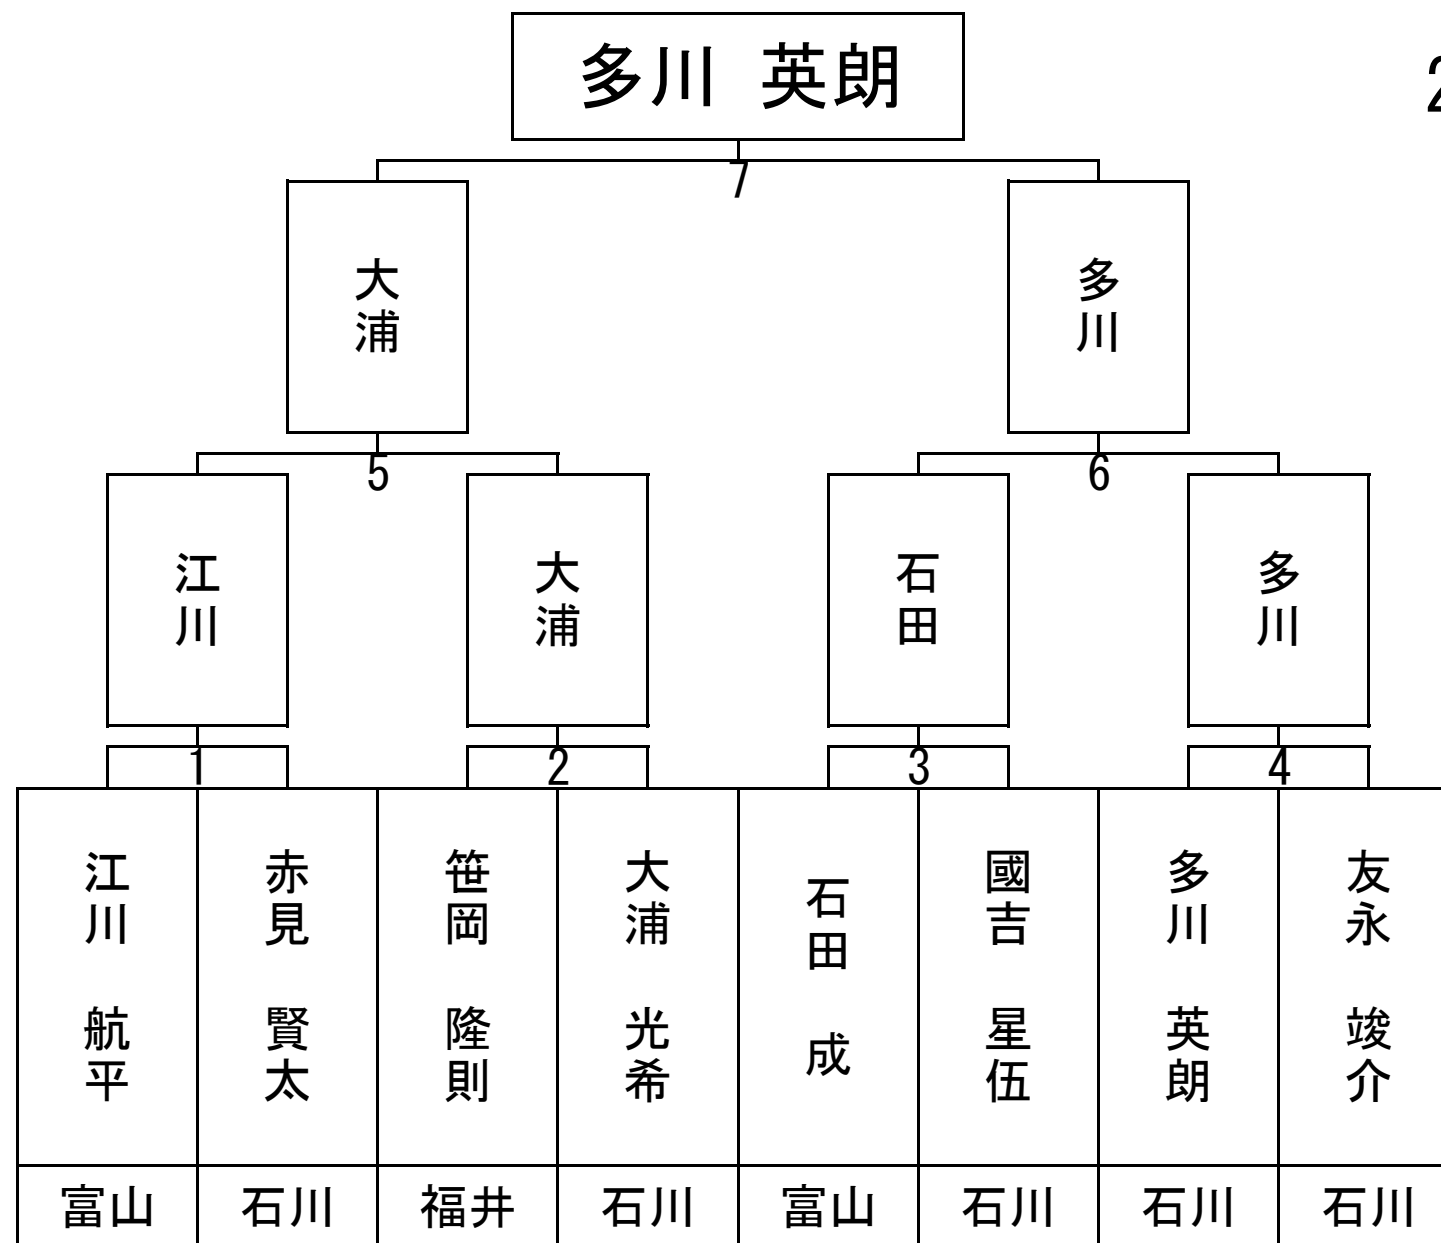 多川 英朗
2
7
大浦
多川
5
6
江川
大浦
石田
多川
1
2
3
4
江川 航平
赤見 賢太
笹岡 隆則
大浦 光希
石田 成
國吉 星伍
多川 英朗
友永 竣介
富山
石川
福井
石川
富山
石川
石川
石川